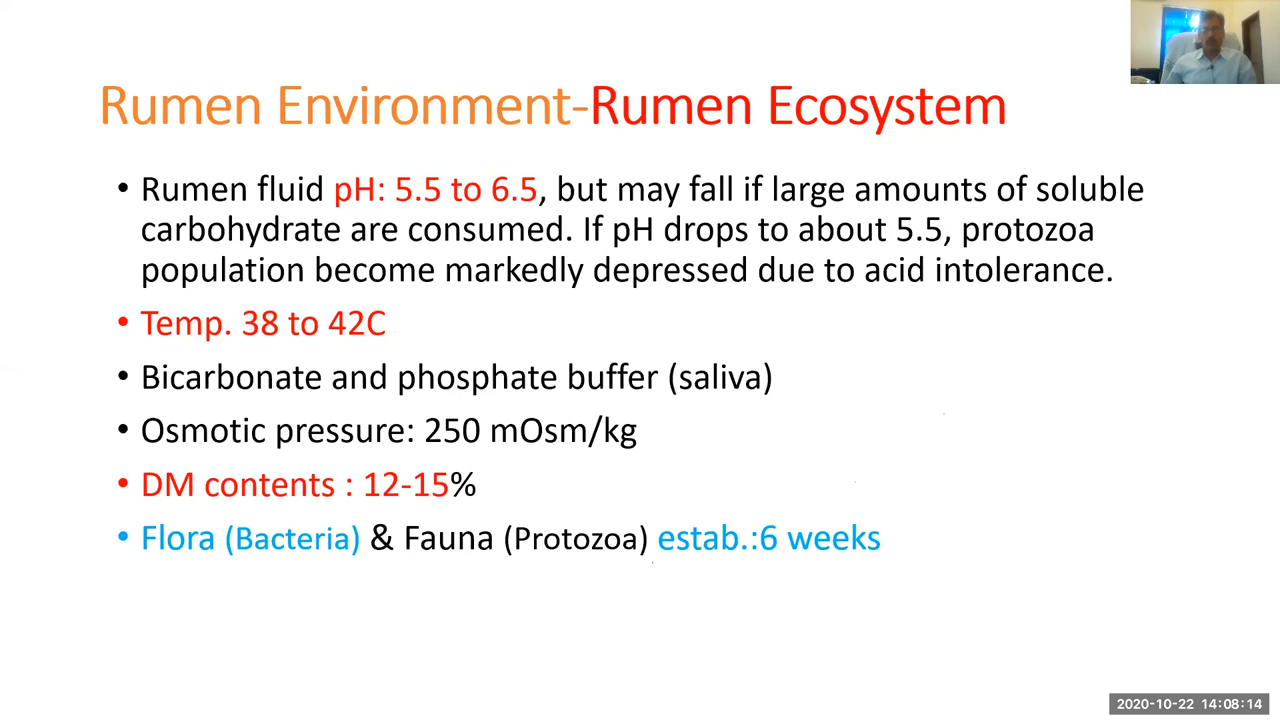 Rumen Environment-Rumen Ecosystem
• Rumen fluid pH: 5.5 to 6.5, but may fall if large amounts of soluble
carbohydrate are consumed. If pH drops to about 5.5, protozoa
population become markedly depressed due to acid intolerance.
• Temp. 38 to 42C
• Bicarbonate and phosphate buffer (saliva)
• Osmotic pressure: 250 mOsm/kg
• DM contents : 12-15%
• Flora (Bacteria) & Fauna (Protozoa) estab.:6 weeks
2020-10-22 14:08:14